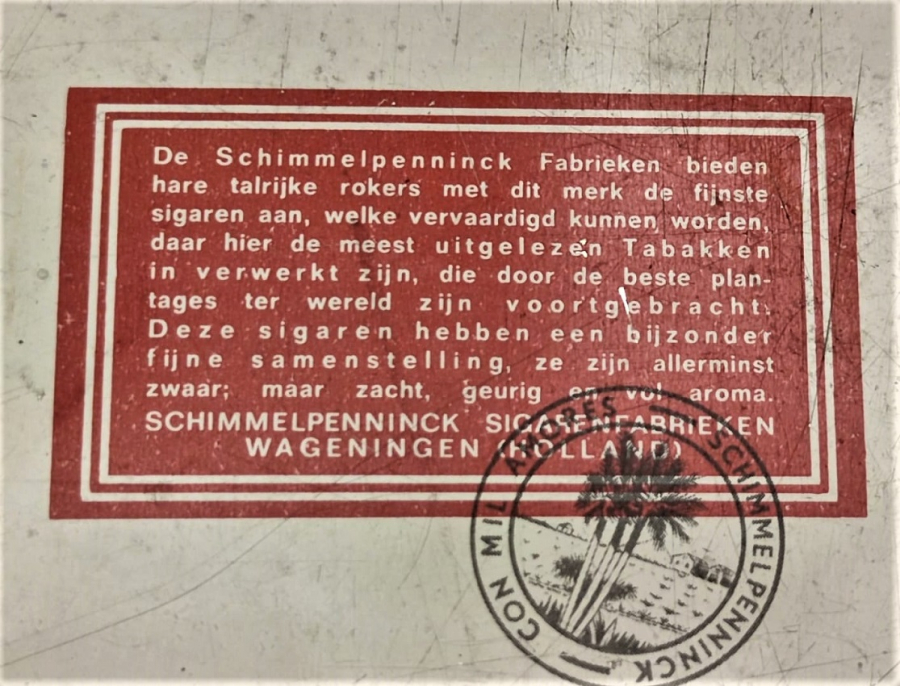 De Schimmelpenninck Fabrieken bieden
hare talrijke rokers met dit merk de fijnste
sigaren aan, welke vervaardigd kunnen worden,
daar hier de meest uitgelezen Tabakken
in verwerkt zijn, die door de beste plan-
tages ter wereld zijn voortgebracht.
Deze sigaren hebben een bijzonder
fijne samenstelling, ze zijn allerminst
zwaar; maar zacht, geurig en vol aroma.
SCHIMMELPENNINCK SIGARENFABRIEKEN
WAGENINGEN (HOLLAND)
CON MIL AMORES — SCHIMMELPENNINCK —